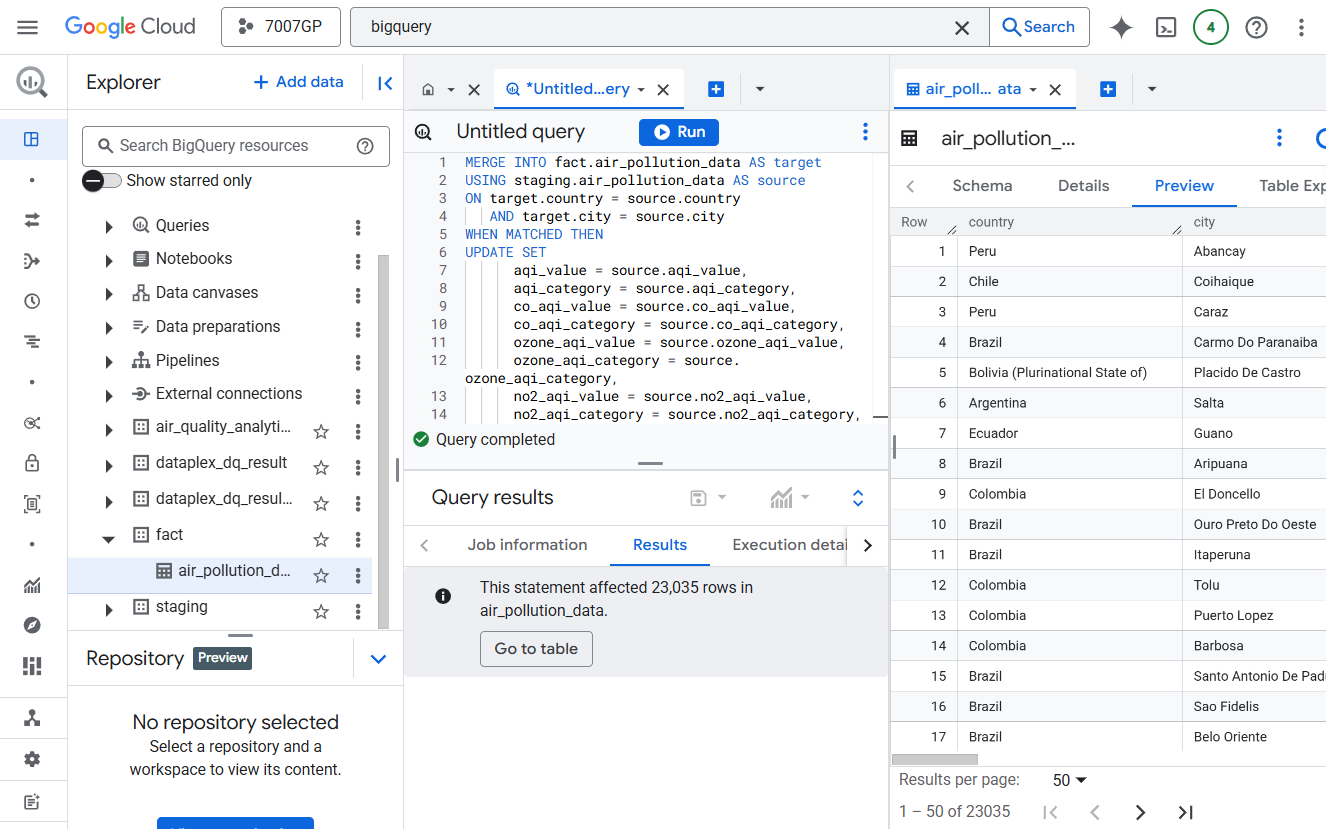 Google Cloud
7007GP
bigquery
Search
4
Explorer
+ Add data
Search BigQuery resources
Show starred only
Queries
Notebooks
Data canvases
Data preparations
Pipelines
External connections
air_quality_analyti...
dataplex_dq_result
dataplex_dq_resul...
fact
air_pollution_d...
staging
Repository Preview
No repository selected
Select a repository and a
workspace to view its content.
*Untitled...ery
Untitled query
Run
1 MERGE INTO fact.air_pollution_data AS target
2 USING staging.air_pollution_data AS source
3 ON target.country = source.country
4 AND target.city = source.city
5 WHEN MATCHED THEN
6 UPDATE SET
7 aqi_value = source.aqi_value,
8 aqi_category = source.aqi_category,
9 co_aqi_value = source.co_aqi_value,
10 co_aqi_category = source.co_aqi_category,
11 ozone_aqi_value = source.ozone_aqi_value,
12 ozone_aqi_category = source.
ozone_aqi_category,
13 no2_aqi_value = source.no2_aqi_value,
14 no2_aqi_category = source.no2_aqi_category,
Query completed
Query results
Job information Results Execution detai
This statement affected 23,035 rows in
air_pollution_data.
Go to table
air_poll... ata
air_pollution_...
Schema Details Preview Table Exp
Row country city
1 Peru Abancay
2 Chile Coihaique
3 Peru Caraz
4 Brazil Carmo Do Paranaiba
5 Bolivia (Plurinational State of) Placido De Castro
6 Argentina Salta
7 Ecuador Guano
8 Brazil Aripuana
9 Colombia El Doncello
10 Brazil Ouro Preto Do Oeste
11 Brazil Itaperuna
12 Colombia Tolu
13 Colombia Puerto Lopez
14 Colombia Barbosa
15 Brazil Santo Antonio De Padu
16 Brazil Sao Fidelis
17 Brazil Belo Oriente
Results per page: 50
1 – 50 of 23035